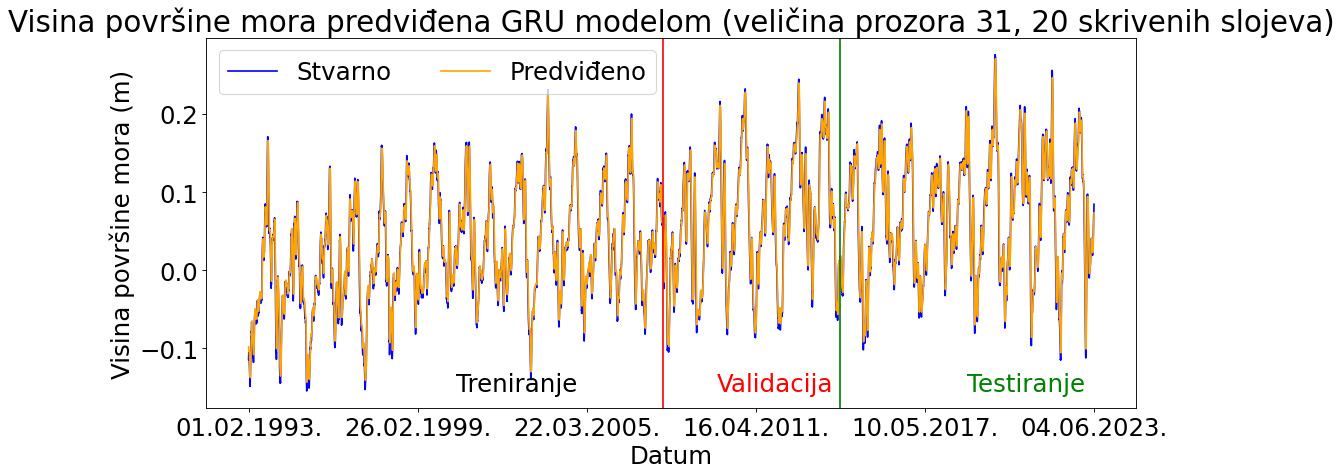 Visina površine mora predviđena GRU modelom (veličina prozora 31, 20 skrivenih slojeva)
Stvarno Predviđeno
Visina površine mora (m)
0.2
0.1
0.0
−0.1
Treniranje Validacija Testiranje
01.02.1993. 26.02.1999. 22.03.2005. 16.04.2011. 10.05.2017. 04.06.2023.
Datum